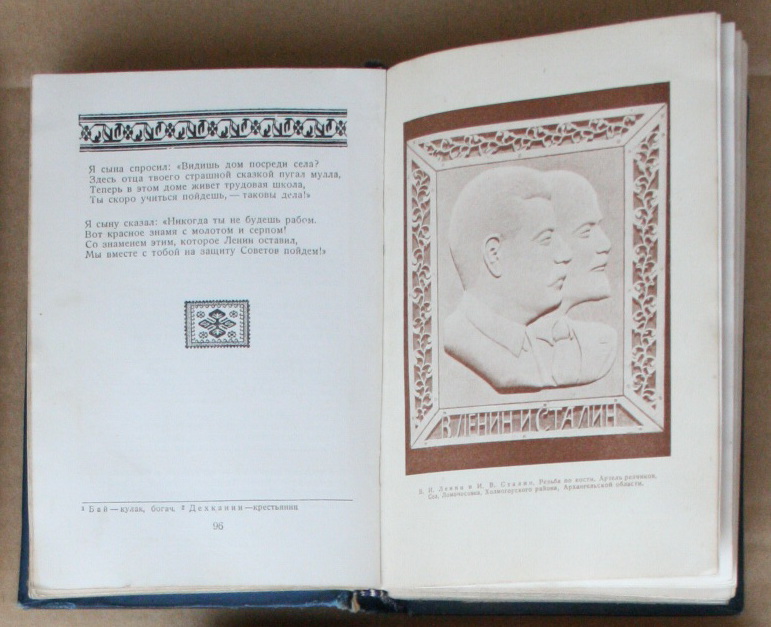 Я сына спросил: «Видишь дом посреди села?
Здесь отца твоего страшной сказкой пугал мулла,
Теперь в этом доме живет трудовая школа,
Ты скоро учиться пойдешь, — таковы дела!»
Я сыну сказал: «Никогда ты не будешь рабом.
Вот красное знамя с молотом и серпом!
Со знаменем этим, которое Ленин оставил,
Мы вместе с тобой на защиту Советов пойдем!»
¹ Бай — кулак, богач. ² Дехканин — крестьянин
96
В ЛЕНИН И СТАЛИН
В. И. Ленин и И. В. Сталин. Резьба по кости. Артель резчиков.
Сел. Ломоносовка, Холмогорского района, Архангельской области.